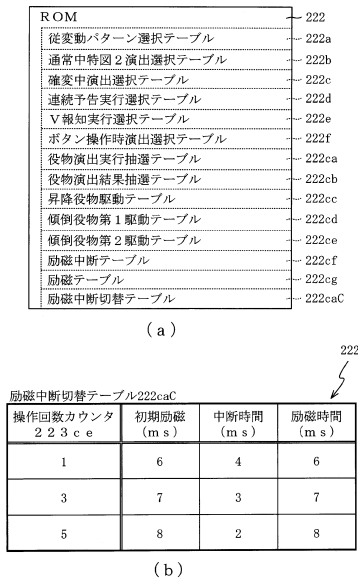 ROM 222
従変動パターン選択テーブル 222a
通常中特図2演出選択テーブル 222b
確変中演出選択テーブル 222c
連続予告実行選択テーブル 222d
V報知実行選択テーブル 222e
ボタン操作時演出選択テーブル 222f
役物演出実行抽選テーブル 222ca
役物演出結果抽選テーブル 222cb
昇降役物駆動テーブル 222cc
傾倒役物第1駆動テーブル 222cd
傾倒役物第2駆動テーブル 222ce
励磁中断テーブル 222cf
励磁テーブル 222cg
励磁中断切替テーブル 222caC
(a)
222
励磁中断切替テーブル222caC
操作回数カウンタ 223ce 初期励磁 (ms) 中断時間 (ms) 励磁時間 (ms)
1 6 4 6
3 7 3 7
5 8 2 8
(b)